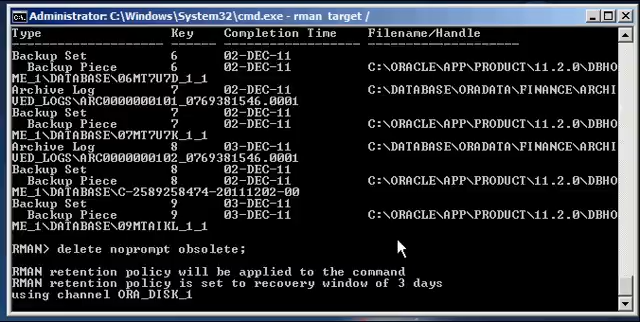 Administrator: C:\Windows\System32\cmd.exe - rman target /
Type Key Completion Time Filename/Handle
Backup Set 6 02-DEC-11
Backup Piece 6 02-DEC-11 C:\ORACLE\APP\PRODUCT\11.2.0\DBHO
ME_1\DATABASE\06MT7U7D_1_1
Archive Log 7 02-DEC-11 C:\DATABASE\ORADATA\FINANCE\ARCHI
VED_LOGS\ARC0000000101_0769381546.0001
Backup Set 7 02-DEC-11
Backup Piece 7 02-DEC-11 C:\ORACLE\APP\PRODUCT\11.2.0\DBHO
ME_1\DATABASE\07MT7U7K_1_1
Archive Log 8 03-DEC-11 C:\DATABASE\ORADATA\FINANCE\ARCHI
VED_LOGS\ARC0000000102_0769381546.0001
Backup Set 8 02-DEC-11
Backup Piece 8 02-DEC-11 C:\ORACLE\APP\PRODUCT\11.2.0\DBHO
ME_1\DATABASE\C-2589258474-20111202-00
Backup Set 9 03-DEC-11
Backup Piece 9 03-DEC-11 C:\ORACLE\APP\PRODUCT\11.2.0\DBHO
ME_1\DATABASE\09MTAIKL_1_1
RMAN> delete noprompt obsolete;
RMAN retention policy will be applied to the command
RMAN retention policy is set to recovery window of 3 days
using channel ORA_DISK_1